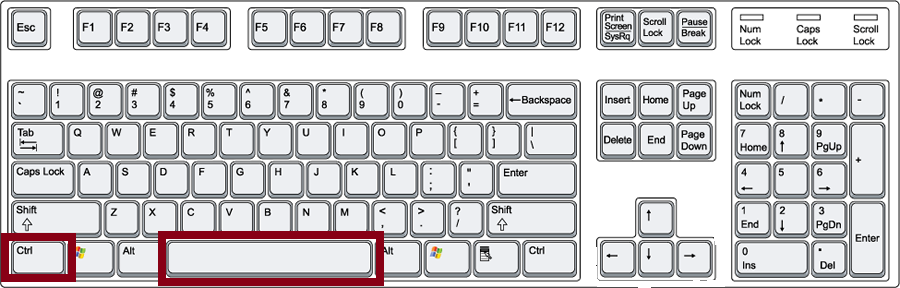 Esc F1 F2 F3 F4 F5 F6 F7 F8 F9 F10 F11 F12
Print Screen SysRq
Scroll Lock
Pause Break
Num Lock
Caps Lock
Scroll Lock
~ ! @ # $ % ^ & * ( ) – +
` 1 2 3 4 5 6 7 8 9 0 - = ←Backspace
Insert Home Page Up
Num Lock / * -
Tab Q W E R T Y U I O P { } |
[ ] \
Delete End Page Down
7 8 9
Home ↑ PgUp
+
Caps Lock A S D F G H J K L : " Enter
; '
4 5 6
← →
Shift Z X C V B N M < > ? Shift
⇧ , . / ⇧
↑
1 2 3
End ↓ PgDn
Enter
Ctrl Alt Alt Ctrl
← ↓ →
0 .
Ins Del